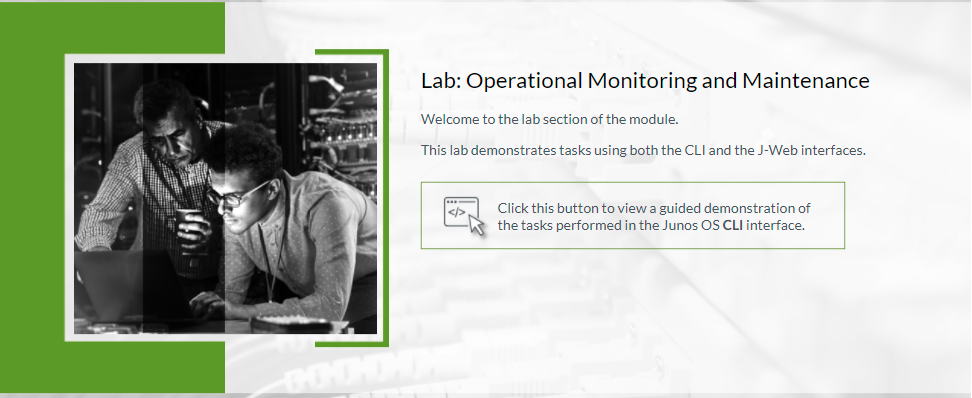 Lab: Operational Monitoring and Maintenance
Welcome to the lab section of the module.
This lab demonstrates tasks using both the CLI and the J-Web interfaces.
</>
Click this button to view a guided demonstration of
the tasks performed in the Junos OS CLI interface.